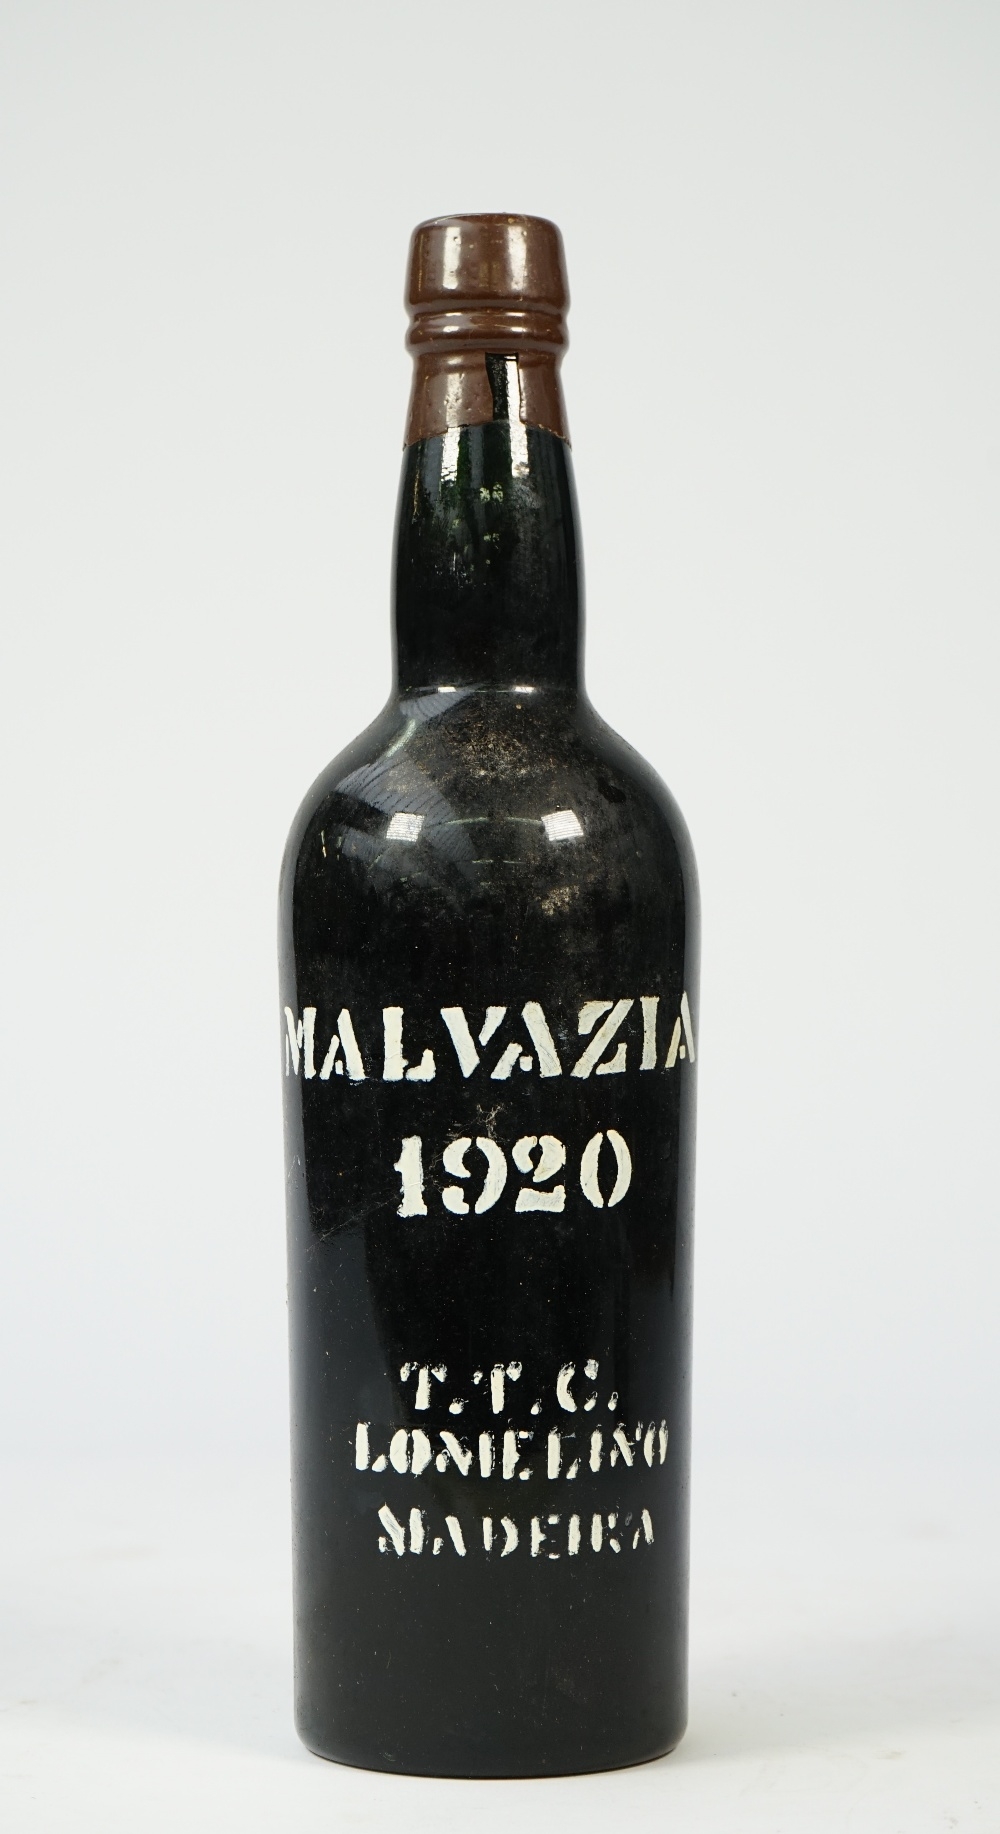 MALVAZIA
1920
T.T.C.
LOMELINO
MADEIRA